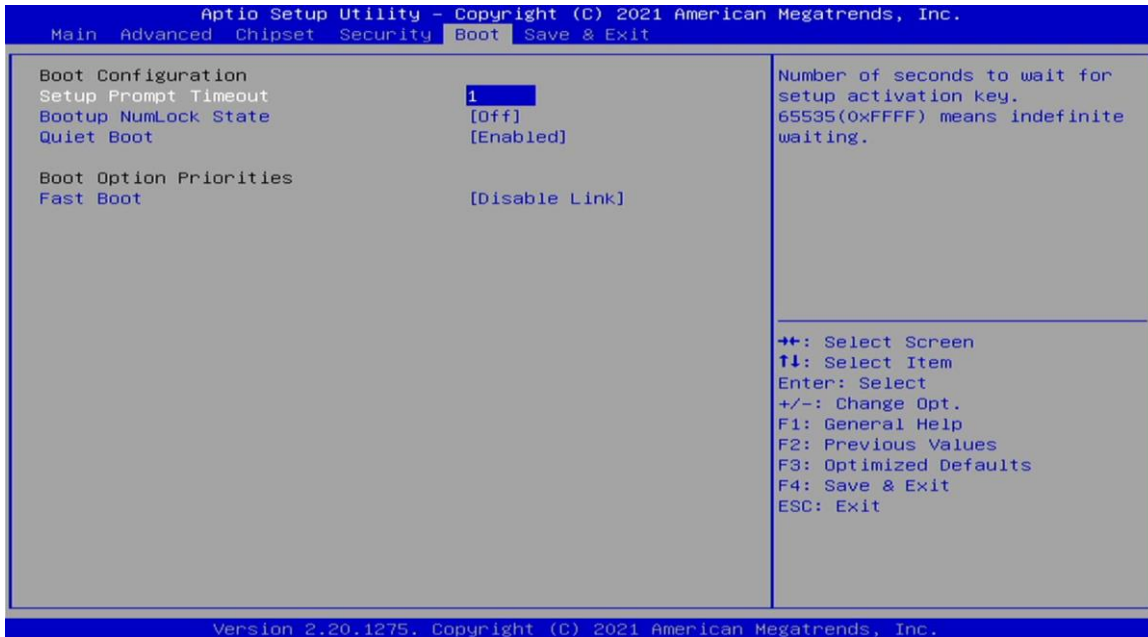 Aptio Setup Utility – Copyright (C) 2021 American Megatrends, Inc.
Main Advanced Chipset Security Boot Save & Exit
Boot Configuration
Setup Prompt Timeout 1
Bootup NumLock State [Off]
Quiet Boot [Enabled]
Boot Option Priorities
Fast Boot [Disable Link]
Number of seconds to wait for
setup activation key.
65535(0xFFFF) means indefinite
waiting.
→←: Select Screen
↑↓: Select Item
Enter: Select
+/-: Change Opt.
F1: General Help
F2: Previous Values
F3: Optimized Defaults
F4: Save & Exit
ESC: Exit
Version 2.20.1275. Copyright (C) 2021 American Megatrends, Inc.